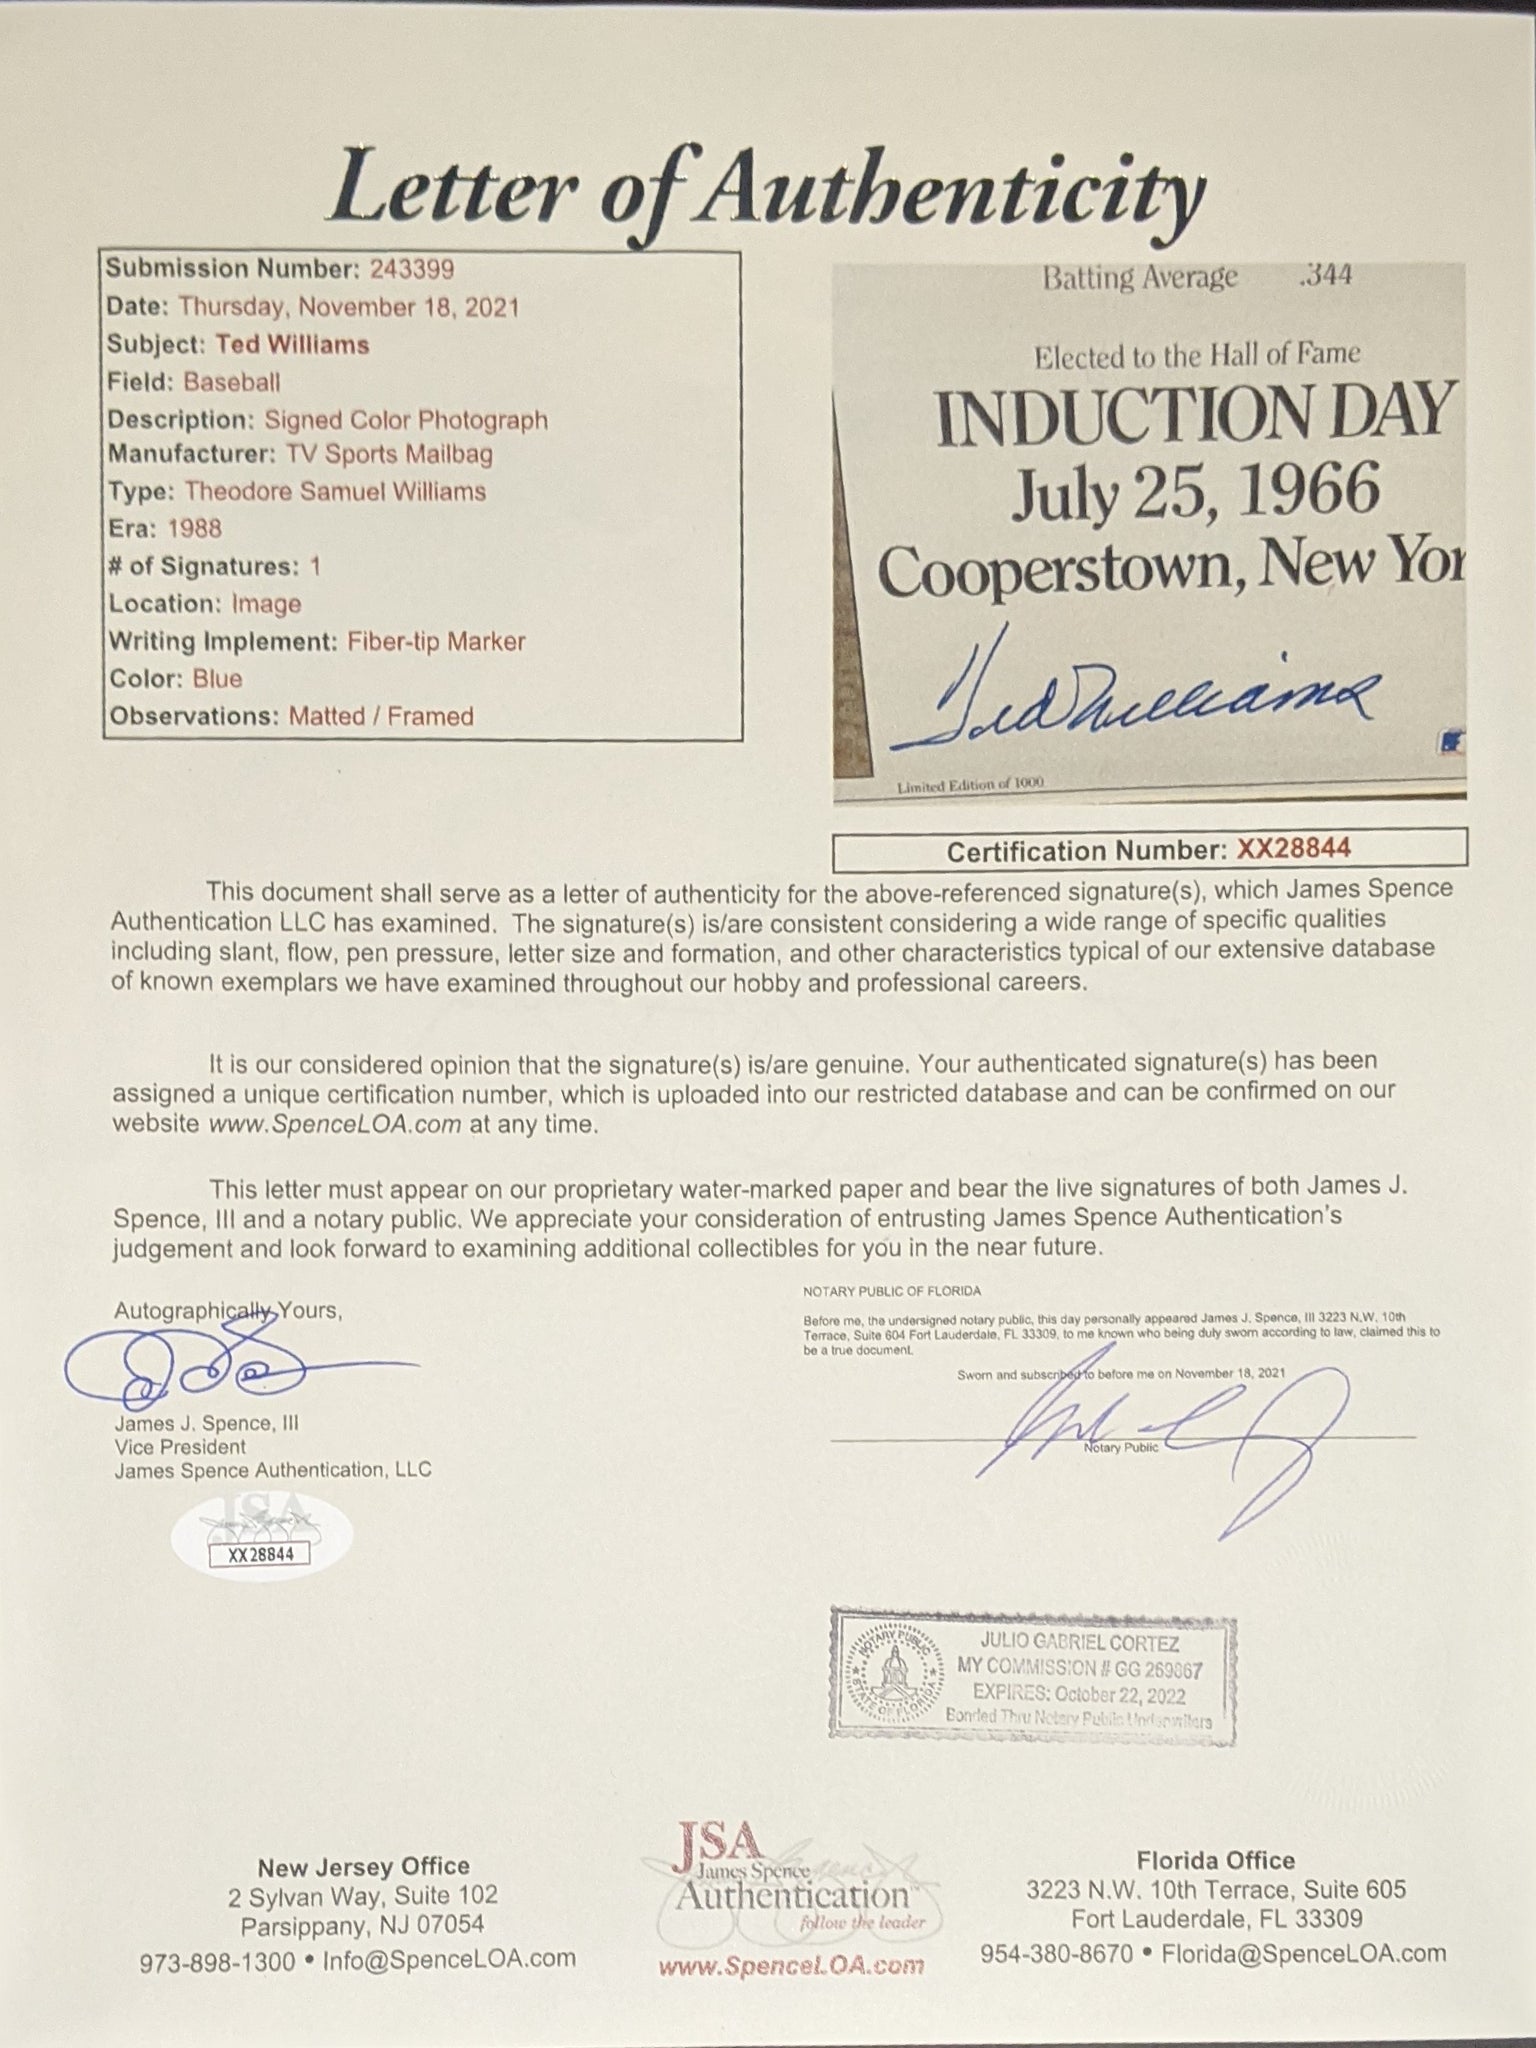 Letter of Authenticity
Submission Number: 243399
Date: Thursday, November 18, 2021
Subject: Ted Williams
Field: Baseball
Description: Signed Color Photograph
Manufacturer: TV Sports Mailbag
Type: Theodore Samuel Williams
Era: 1988
# of Signatures: 1
Location: Image
Writing Implement: Fiber-tip Marker
Color: Blue
Observations: Matted / Framed
Batting Average .344
Elected to the Hall of Fame
INDUCTION DAY
July 25, 1966
Cooperstown, New Yor
Ted Williams
Limited Edition of 1000
Certification Number: XX28844
This document shall serve as a letter of authenticity for the above-referenced signature(s), which James Spence
Authentication LLC has examined. The signature(s) is/are consistent considering a wide range of specific qualities
including slant, flow, pen pressure, letter size and formation, and other characteristics typical of our extensive database
of known exemplars we have examined throughout our hobby and professional careers.
It is our considered opinion that the signature(s) is/are genuine. Your authenticated signature(s) has been
assigned a unique certification number, which is uploaded into our restricted database and can be confirmed on our
website www.SpenceLOA.com at any time.
This letter must appear on our proprietary water-marked paper and bear the live signatures of both James J.
Spence, III and a notary public. We appreciate your consideration of entrusting James Spence Authentication's
judgement and look forward to examining additional collectibles for you in the near future.
Autographically Yours,
James J. Spence, III
Vice President
James Spence Authentication, LLC
JSA
XX28844
NOTARY PUBLIC OF FLORIDA
Before me, the undersigned notary public, this day personally appeared James J. Spence, III 3223 N.W. 10th
Terrace, Suite 604 Fort Lauderdale, FL 33309, to me known who being duly sworn according to law, claimed this to
be a true document.
Sworn and subscribed to before me on November 18, 2021
Notary Public
NOTARY PUBLIC
STATE OF FLORIDA
JULIO GABRIEL CORTEZ
MY COMMISSION # GG 269867
EXPIRES: October 22, 2022
Bonded Thru Notary Public Underwriters
New Jersey Office
2 Sylvan Way, Suite 102
Parsippany, NJ 07054
973-898-1300 • Info@SpenceLOA.com
JSA
James Spence
Authentication™
follow the leader
www.SpenceLOA.com
Florida Office
3223 N.W. 10th Terrace, Suite 605
Fort Lauderdale, FL 33309
954-380-8670 • Florida@SpenceLOA.com